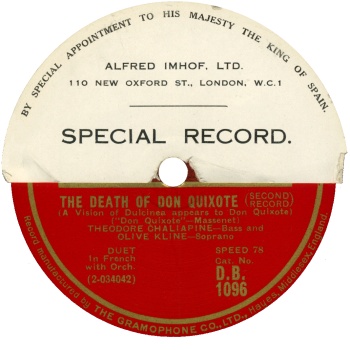 BY SPECIAL APPOINTMENT TO HIS MAJESTY THE KING OF SPAIN.
ALFRED IMHOF, LTD.
110 NEW OXFORD ST., LONDON, W.C.1
SPECIAL RECORD.
THE DEATH OF DON QUIXOTE (SECOND RECORD)
(A Vision of Dulcinea appears to Don Quixote)
("Don Quixote"—Massenet)
THEODORE CHALIAPINE—Bass and
OLIVE KLINE—Soprano
DUET
In French
with Orch.
(2-034042)
SPEED 78
Cat. No.
D.B.
1096
Record manufactured by THE GRAMOPHONE CO., LTD., Hayes, Middlesex, England.